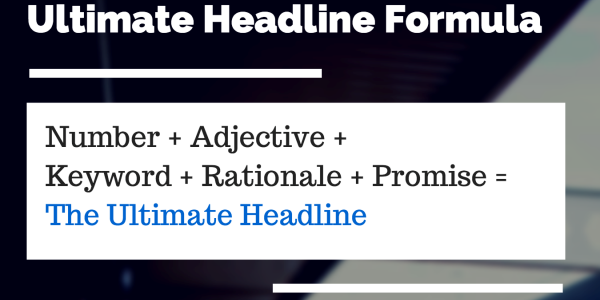 Ultimate Headline Formula
Number + Adjective +
Keyword + Rationale + Promise =
The Ultimate Headline